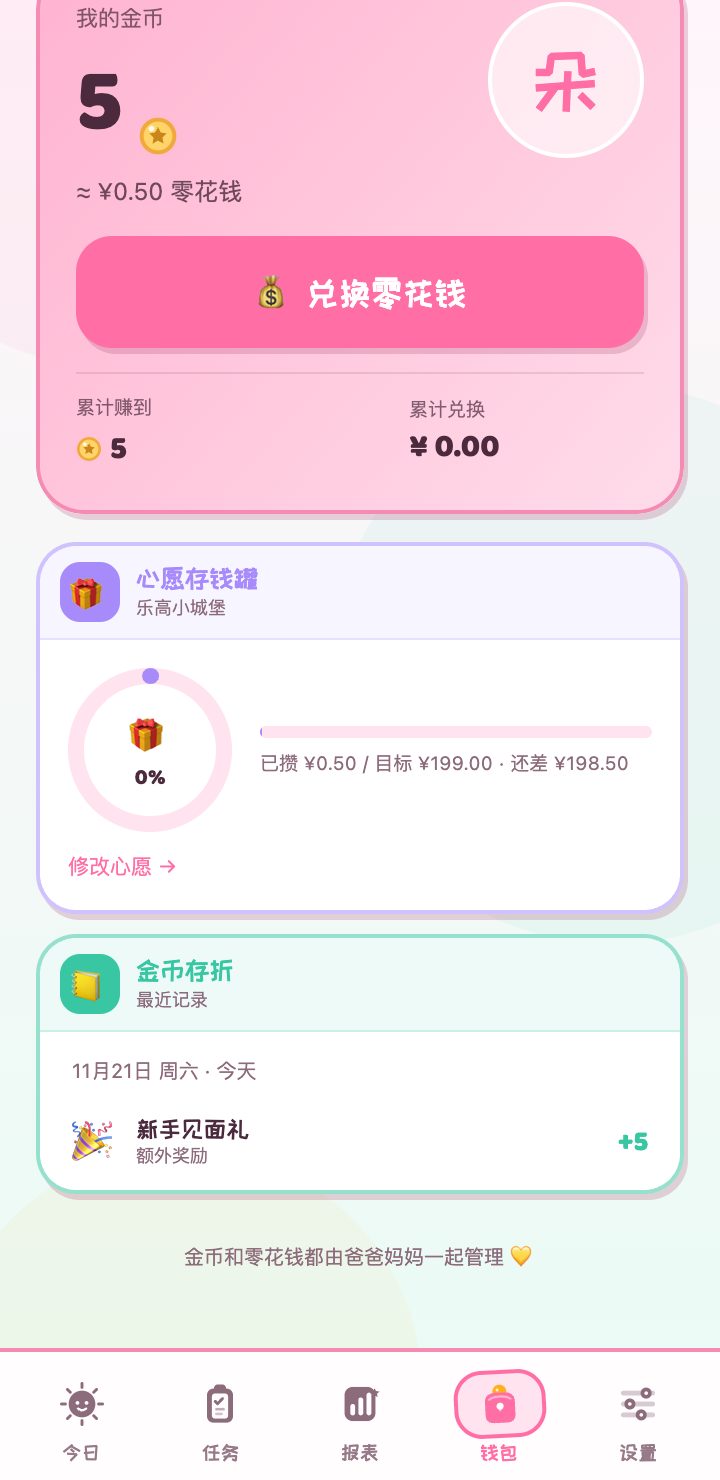 我的金币
朵
5
≈ ¥0.50 零花钱
兑换零花钱
累计赚到
累计兑换
5
¥ 0.00
心愿存钱罐
乐高小城堡
0%
已攒 ¥0.50 / 目标 ¥199.00 · 还差 ¥198.50
修改心愿 →
金币存折
最近记录
11月21日 周六 · 今天
新手见面礼
额外奖励
+5
金币和零花钱都由爸爸妈妈一起管理 💛
今日
任务
报表
钱包
设置